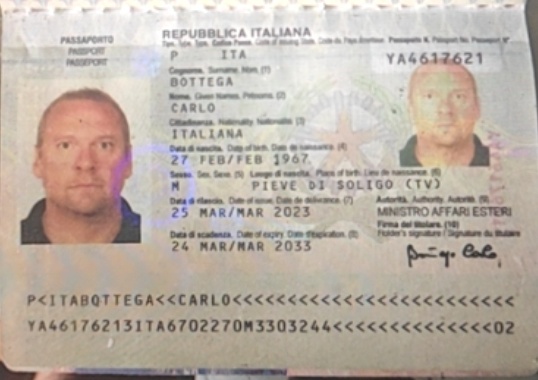 PASSAPORTO
PASSPORT
PASSEPORT
REPUBBLICA ITALIANA
Tipo. Type. Type. Codice Paese. Code of Issuing State. Code du Pays Emetteur. Passaporto N. Passport No. Passeport N°
P ITA YA4617621
Cognome. Surname. Nom. (1)
BOTTEGA
Nome. Given Names. Prénoms. (2)
CARLO
Cittadinanza. Nationality. Nationalité. (3)
ITALIANA
Data di nascita. Date of birth. Date de naissance. (4)
27 FEB/FEB 1967
Sesso. Sex. Sexe. (5) Luogo di nascita. Place of birth. Lieu de naissance. (6)
M PIEVE DI SOLIGO (TV)
Data di rilascio. Date of issue. Date de délivrance. (7) Autorità. Authority. Autorité. (9)
25 MAR/MAR 2023 MINISTRO AFFARI ESTERI
Data di scadenza. Date of expiry. Date d'expiration. (8) Firma del titolare. (10)
24 MAR/MAR 2033 Holder's signature / Signature du titulaire
P<ITABOTTEGA<<CARLO<<<<<<<<<<<<<<<<<<<<<<<<<
YA461762131TA6702270M3303244<<<<<<<<<<<<<<02